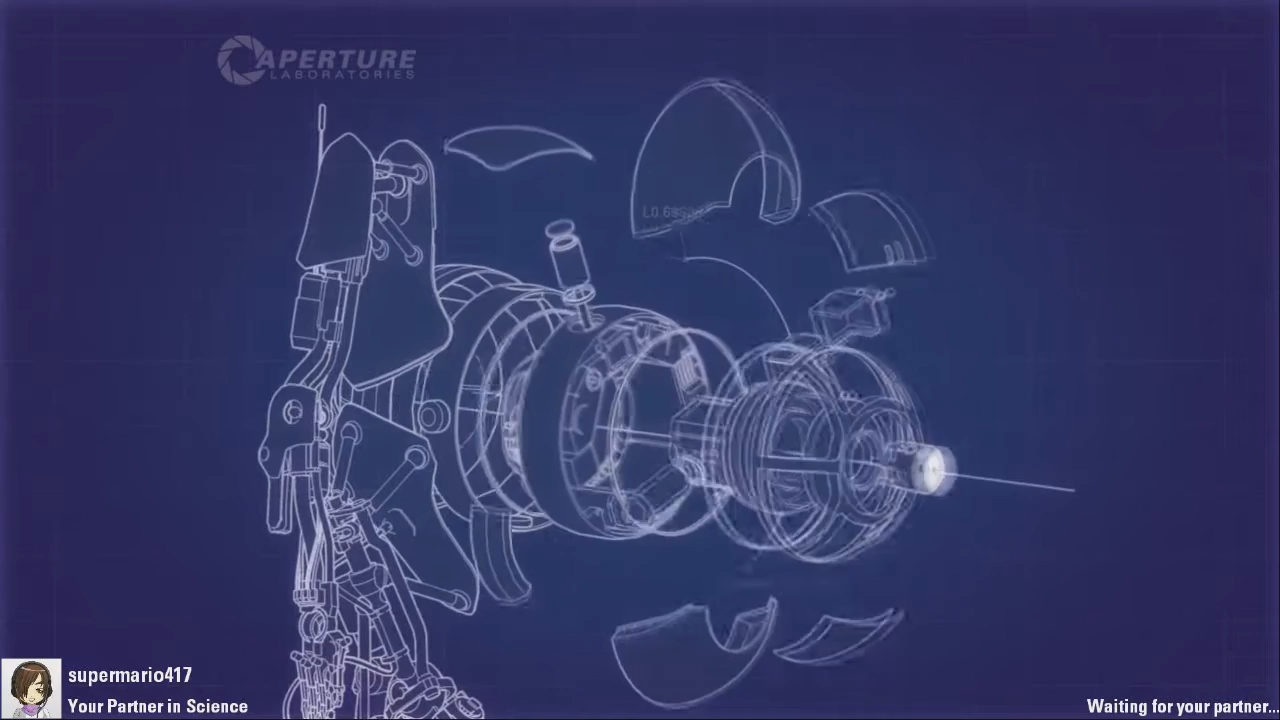 APERTURE
LABORATORIES
supermario417
Your Partner in Science
Waiting for your partner...